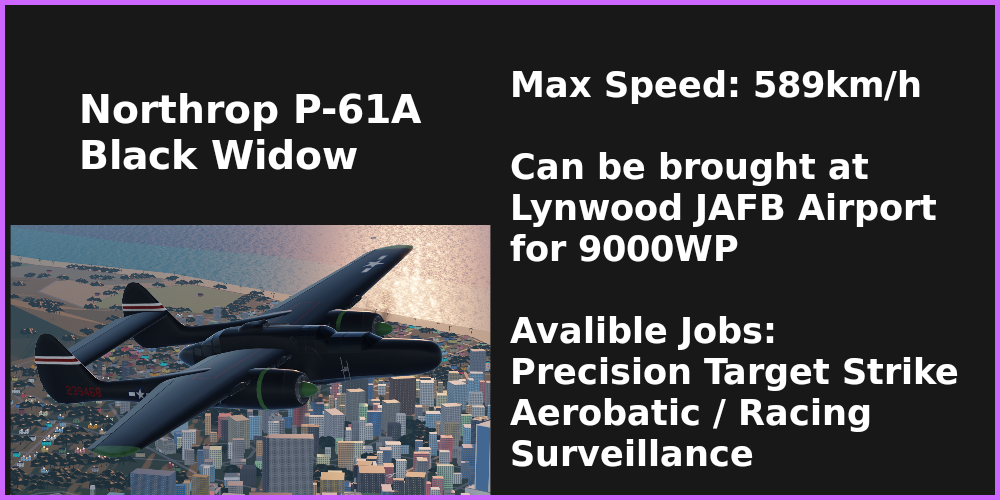 Northrop P-61A
Black Widow
Max Speed: 589km/h
Can be brought at
Lynwood JAFB Airport
for 9000WP
Avalible Jobs:
Precision Target Strike
Aerobatic / Racing
Surveillance